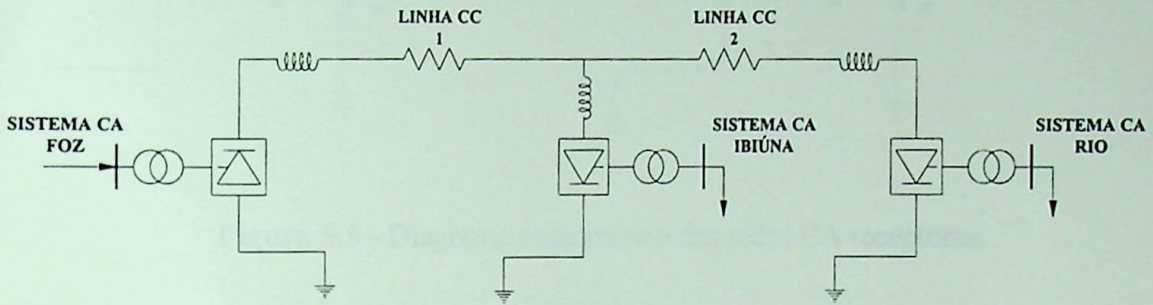 LINHA CC
1
LINHA CC
2
SISTEMA CA
FOZ
SISTEMA CA
IBIÚNA
SISTEMA CA
RIO